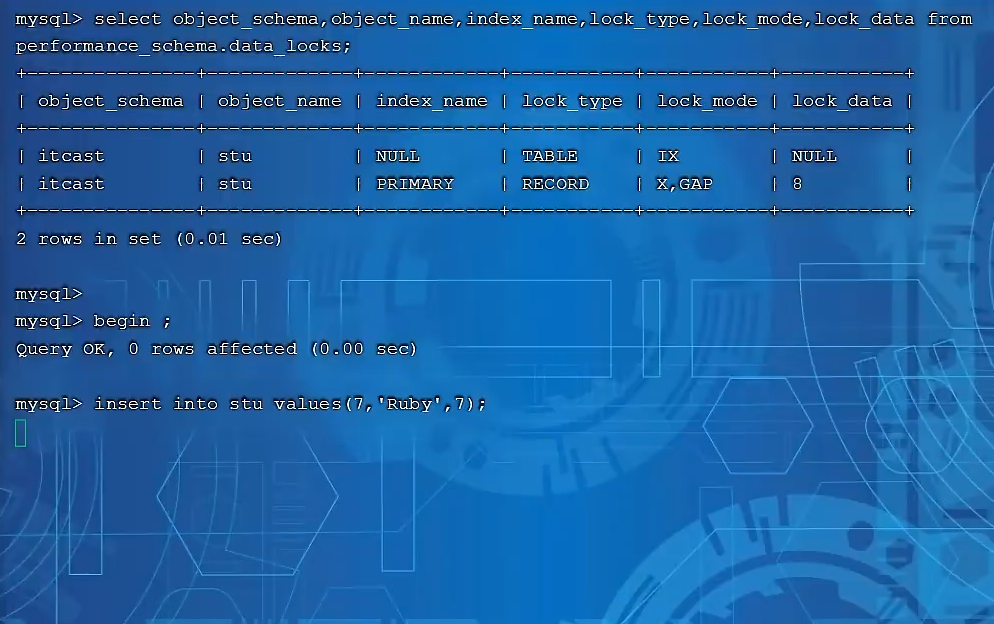 mysql> select object_schema,object_name,index_name,lock_type,lock_mode,lock_data from
performance_schema.data_locks;
+---------------+-------------+------------+-----------+-----------+-----------+
| object_schema | object_name | index_name | lock_type | lock_mode | lock_data |
+---------------+-------------+------------+-----------+-----------+-----------+
| itcast        | stu         | NULL       | TABLE     | IX        | NULL      |
| itcast        | stu         | PRIMARY    | RECORD    | X,GAP     | 8         |
+---------------+-------------+------------+-----------+-----------+-----------+
2 rows in set (0.01 sec)
mysql>
mysql> begin ;
Query OK, 0 rows affected (0.00 sec)
mysql> insert into stu values(7,'Ruby',7);